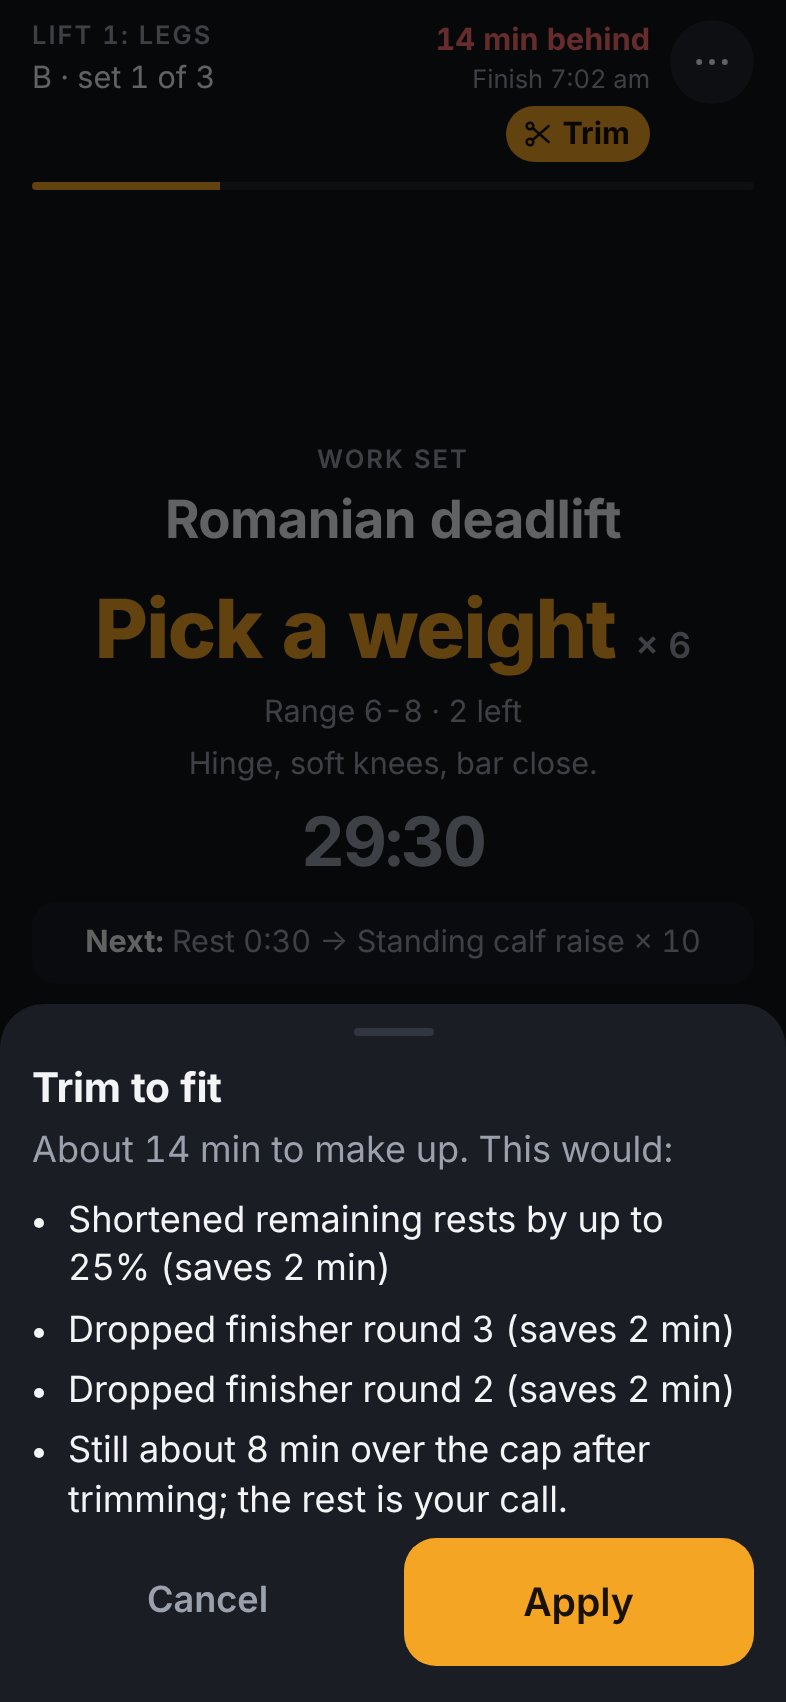 LIFT 1: LEGS
B · set 1 of 3
14 min behind
Finish 7:02 am
Trim
WORK SET
Romanian deadlift
Pick a weight × 6
Range 6-8 · 2 left
Hinge, soft knees, bar close.
29:30
Next: Rest 0:30 → Standing calf raise × 10
Trim to fit
About 14 min to make up. This would:
• Shortened remaining rests by up to
25% (saves 2 min)
• Dropped finisher round 3 (saves 2 min)
• Dropped finisher round 2 (saves 2 min)
• Still about 8 min over the cap after
trimming; the rest is your call.
Cancel
Apply